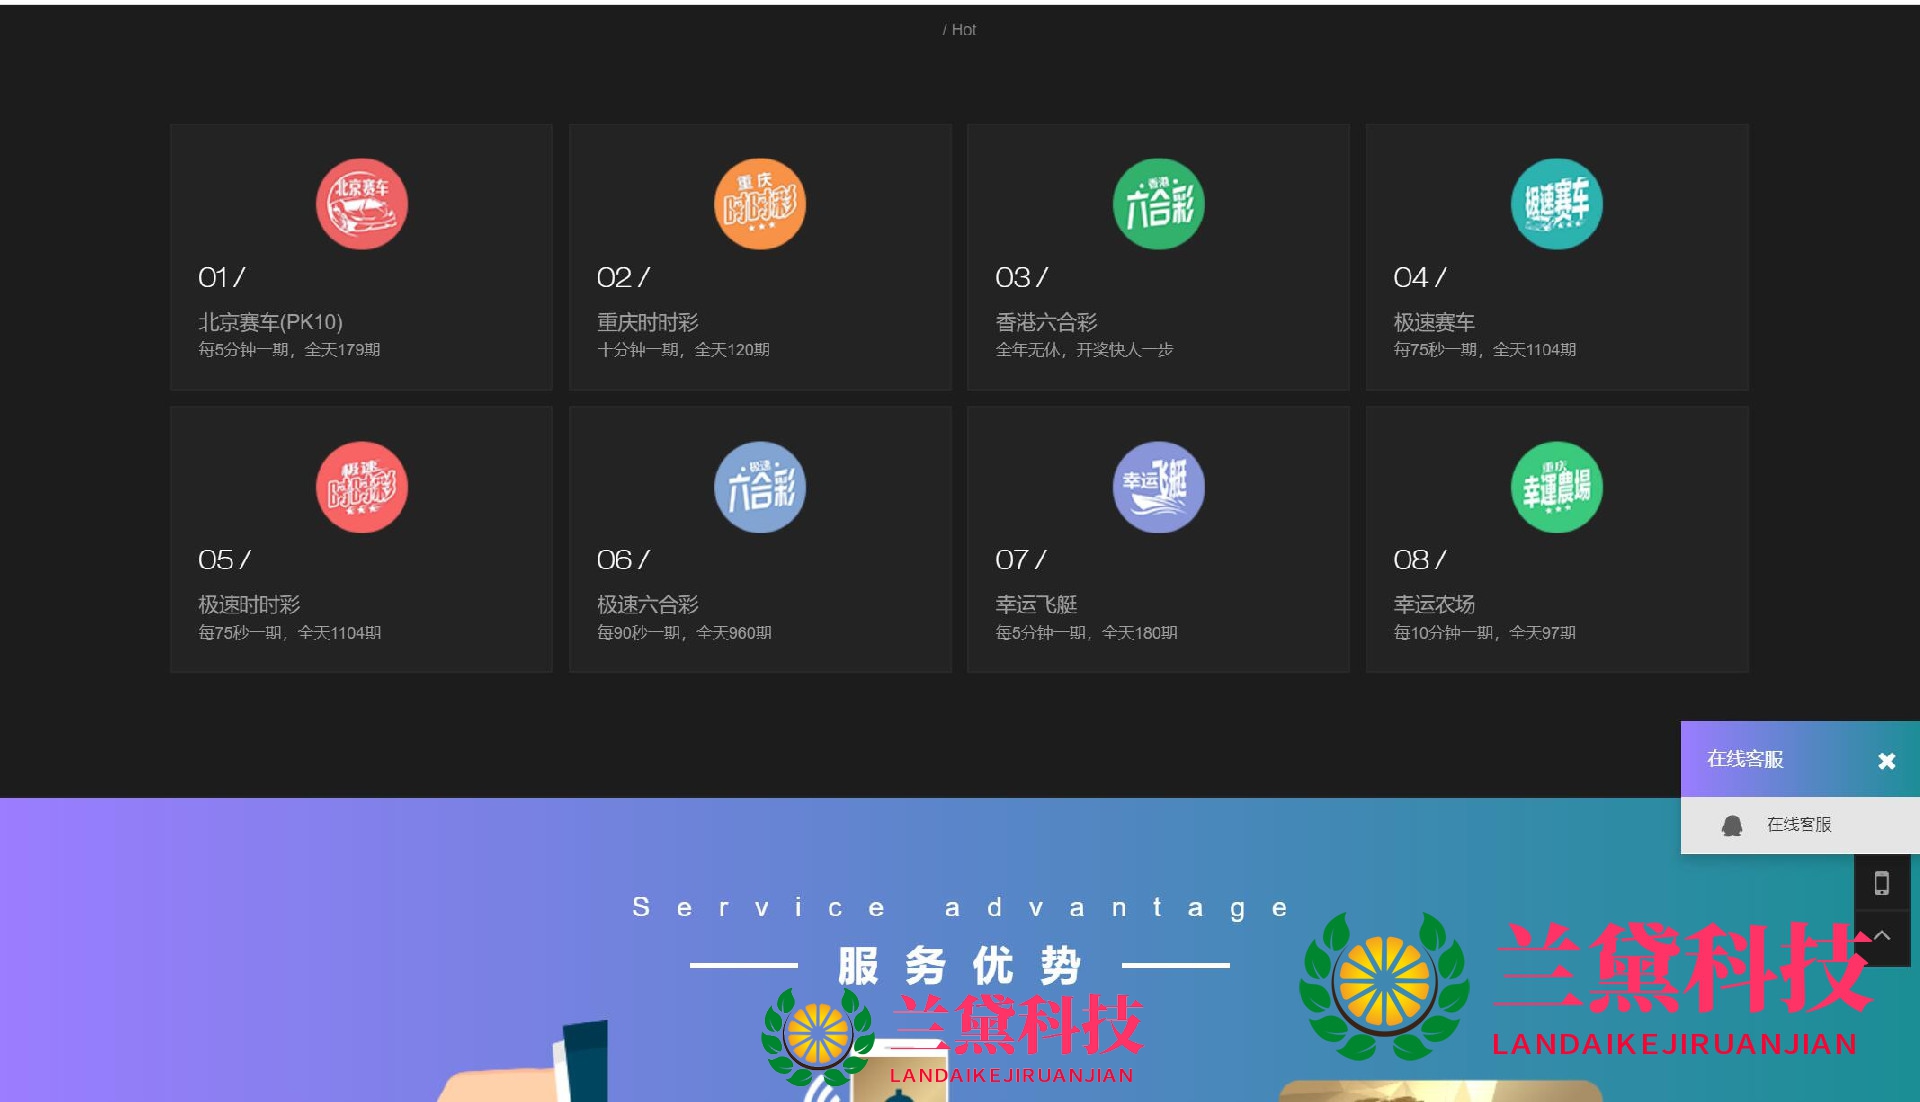 / Hot
北京赛车
重庆
时时彩
香港
六合彩
极速赛车
01 /
02 /
03 /
04 /
北京赛车(PK10)
重庆时时彩
香港六合彩
极速赛车
每5分钟一期，全天179期
十分钟一期，全天120期
全年无休，开奖快人一步
每75秒一期，全天1104期
极速
时时彩
极速
六合彩
幸运飞艇
重庆
幸運農場
05 /
06 /
07 /
08 /
极速时时彩
极速六合彩
幸运飞艇
幸运农场
每75秒一期，全天1104期
每90秒一期，全天960期
每5分钟一期，全天180期
每10分钟一期，全天97期
在线客服
在线客服
Service advantage
服务优势
兰黛科技
LANDAIKEJIRUANJIAN
兰黛科技
LANDAIKEJIRUANJIAN